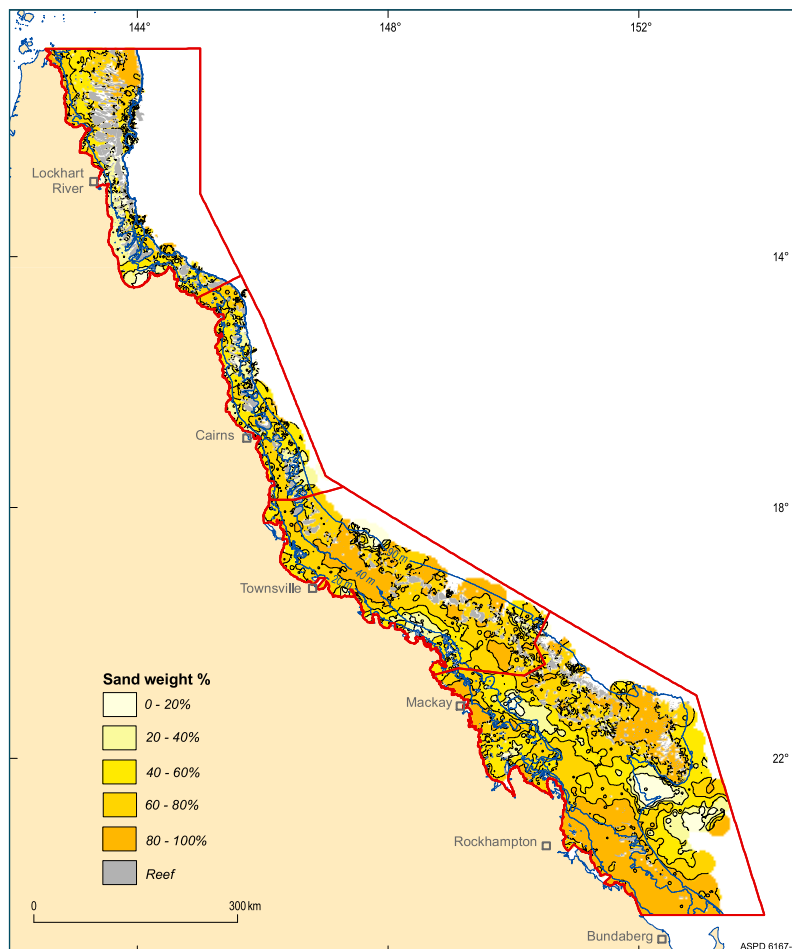 144°
148°
152°
Lockhart
River
14°
Cairns
18°
40 m
20 m
Townsville
Sand weight %
0 - 20%
20 - 40%
40 - 60%
60 - 80%
80 - 100%
Reef
Mackay
22°
Rockhampton
0
300 km
Bundaberg
ASPD 6167-